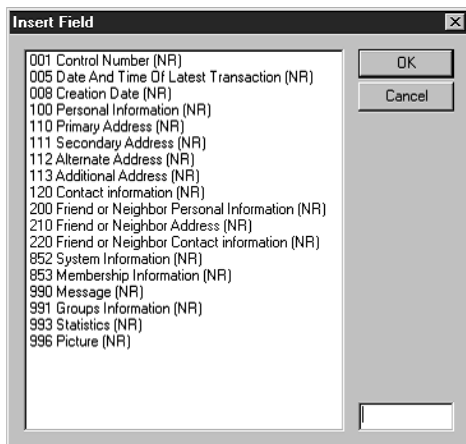 Insert Field
001 Control Number (NR)
005 Date And Time Of Latest Transaction (NR)
008 Creation Date (NR)
100 Personal Information (NR)
110 Primary Address (NR)
111 Secondary Address (NR)
112 Alternate Address (NR)
113 Additional Address (NR)
120 Contact information (NR)
200 Friend or Neighbor Personal Information (NR)
210 Friend or Neighbor Address (NR)
220 Friend or Neighbor Contact information (NR)
852 System Information (NR)
853 Membership Information (NR)
990 Message (NR)
991 Groups Information (NR)
993 Statistics (NR)
996 Picture (NR)
OK
Cancel